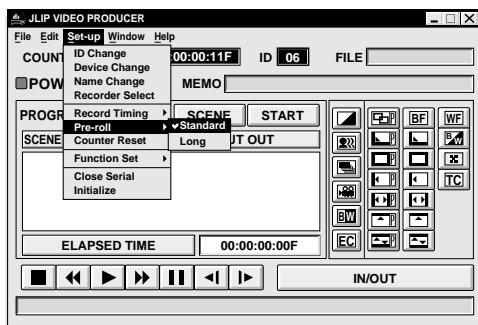 JLIP VIDEO PRODUCER
File Edit Set-up Window Help
COUNT 00:00:11F ID 06 FILE
ID Change
Device Change
Name Change
Recorder Select
Record Timing
Pre-roll
Counter Reset
Function Set
Close Serial
Initialize
Standard
Long
POW MEMO
PROGR SCENE START
SCENE UT OUT
BF WF
TC
BW
EC
ELAPSED TIME 00:00:00:00F
IN/OUT